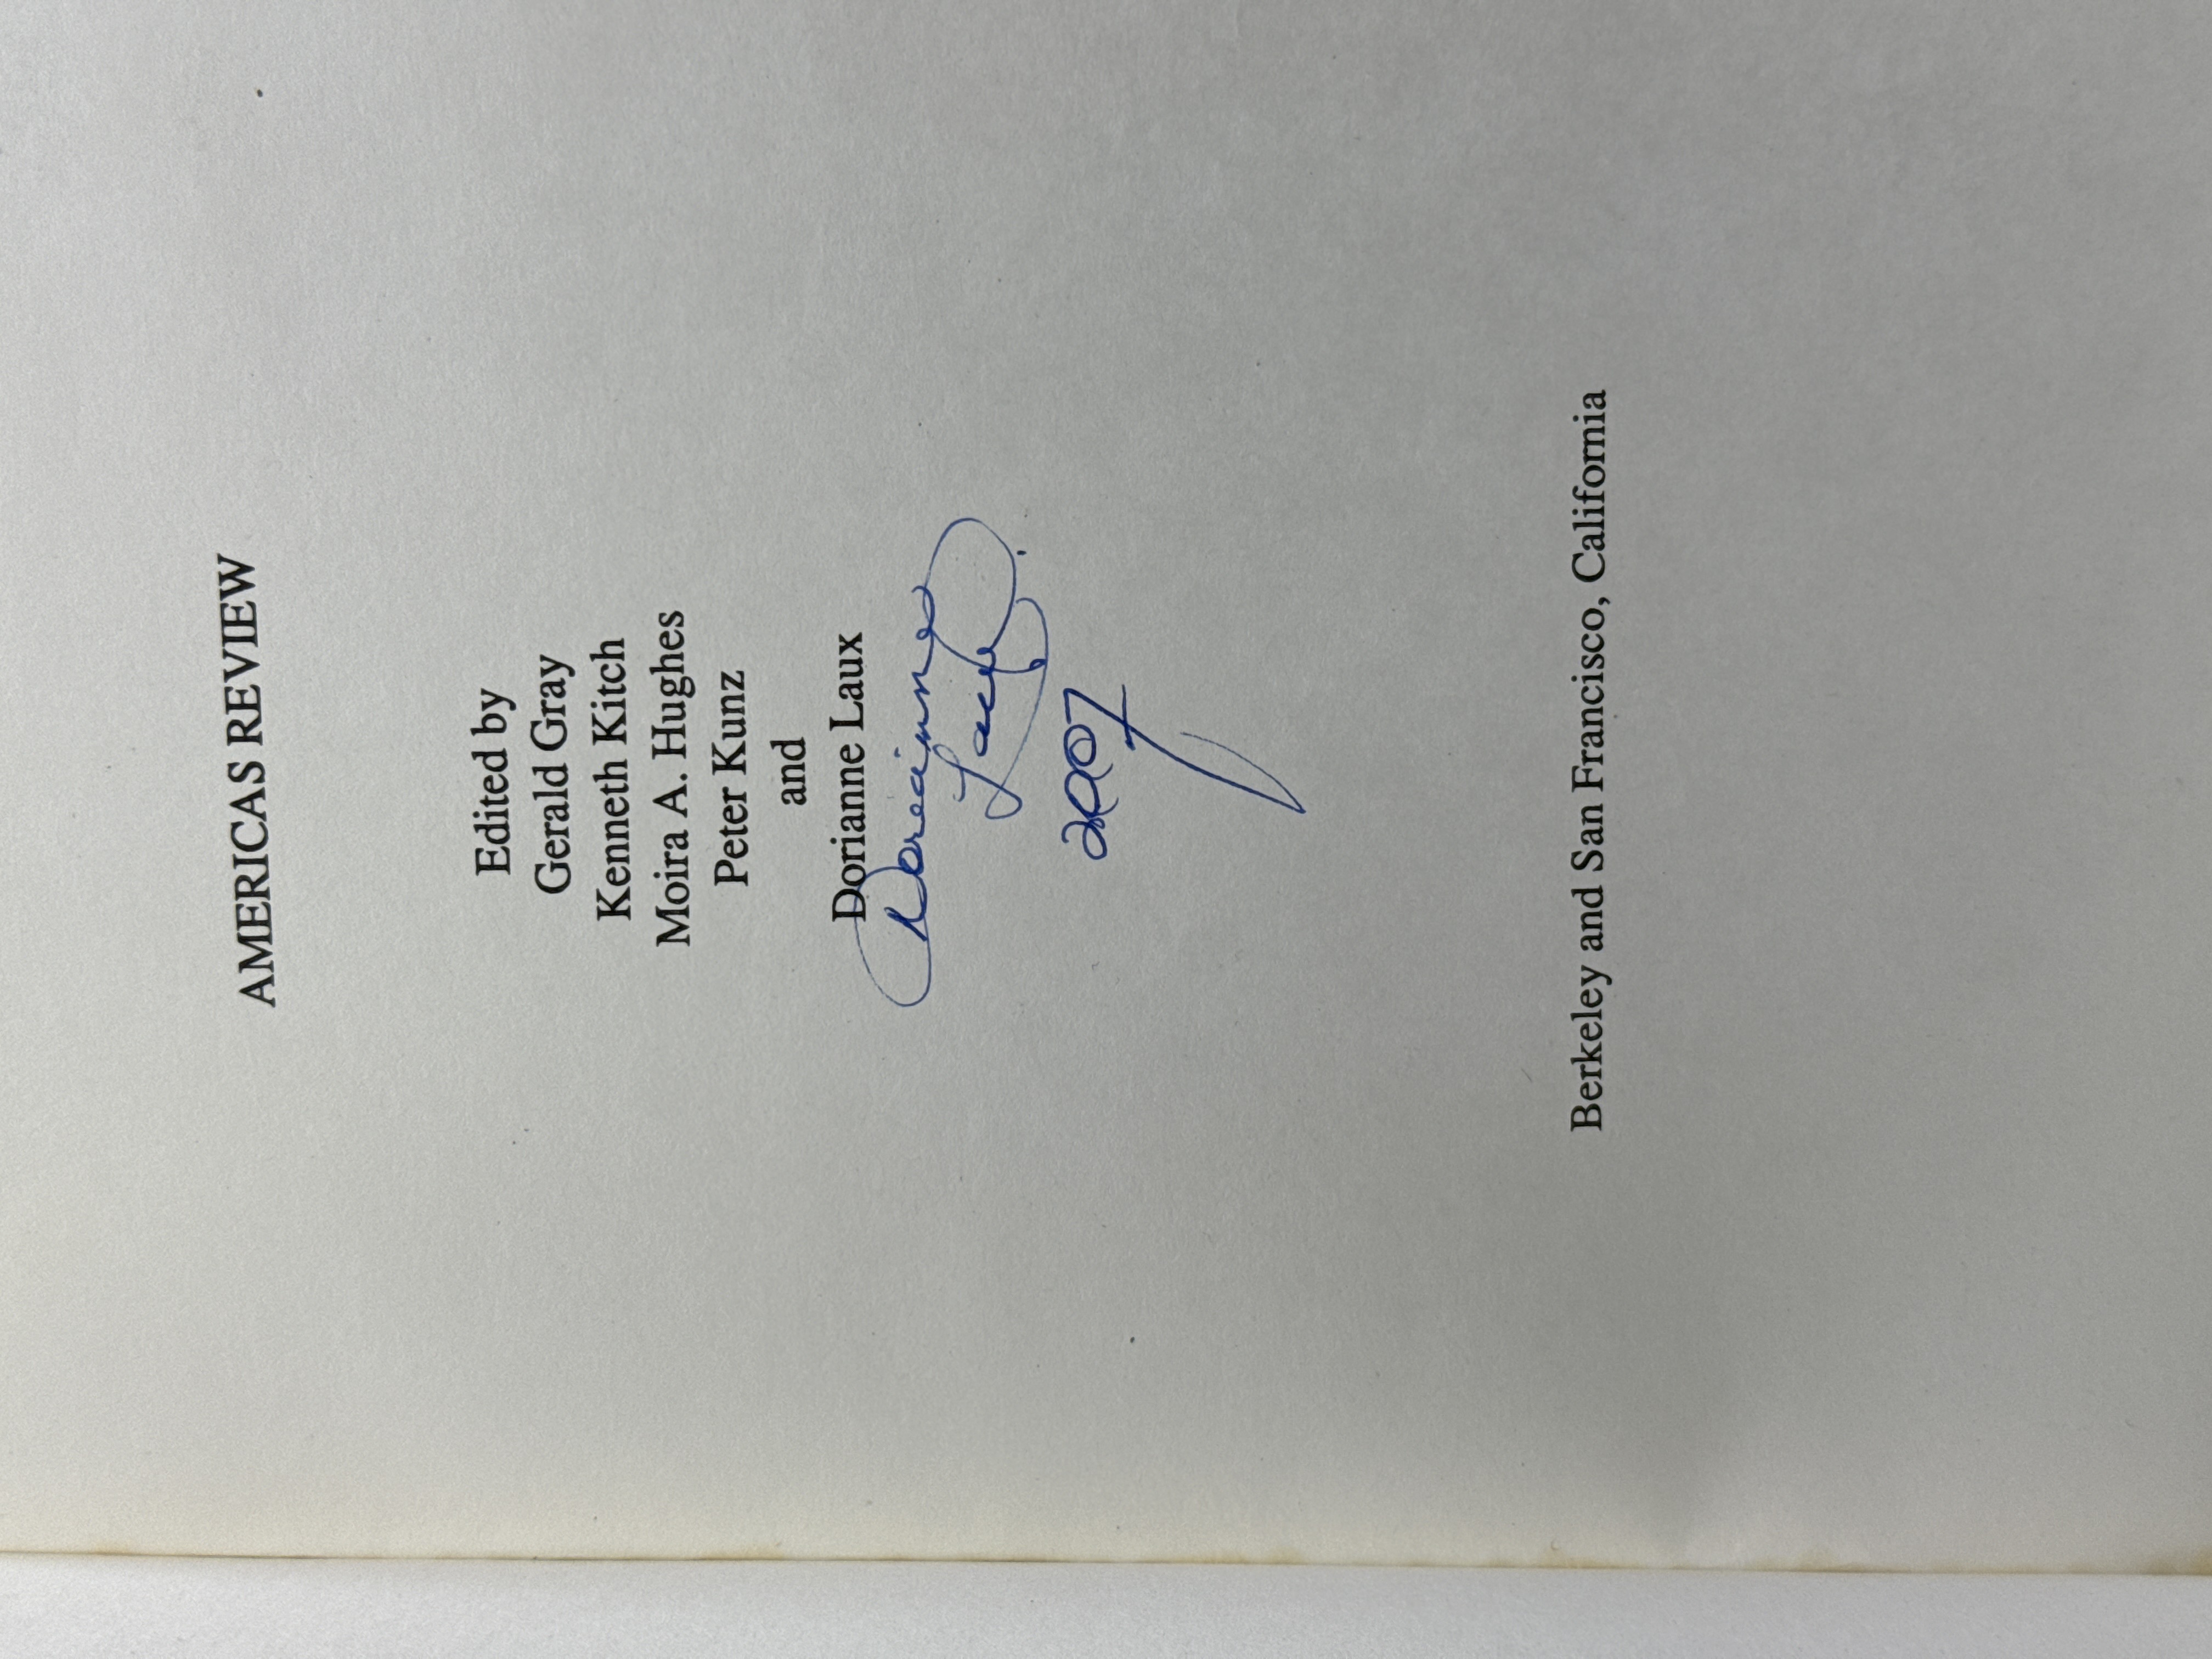 AMERICAS REVIEW
Edited by
Gerald Gray
Kenneth Kitch
Moira A. Hughes
Peter Kunz
and
Dorianne Laux
Dorianne
Laux
2007
Berkeley and San Francisco, California